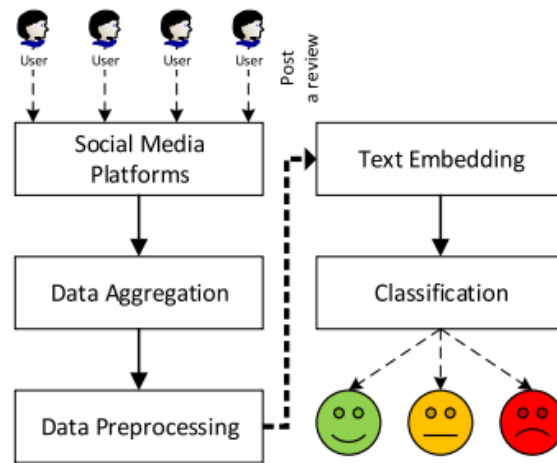 User
User
User
User
Post
a review
Social Media
Platforms
Data Aggregation
Data Preprocessing
Text Embedding
Classification